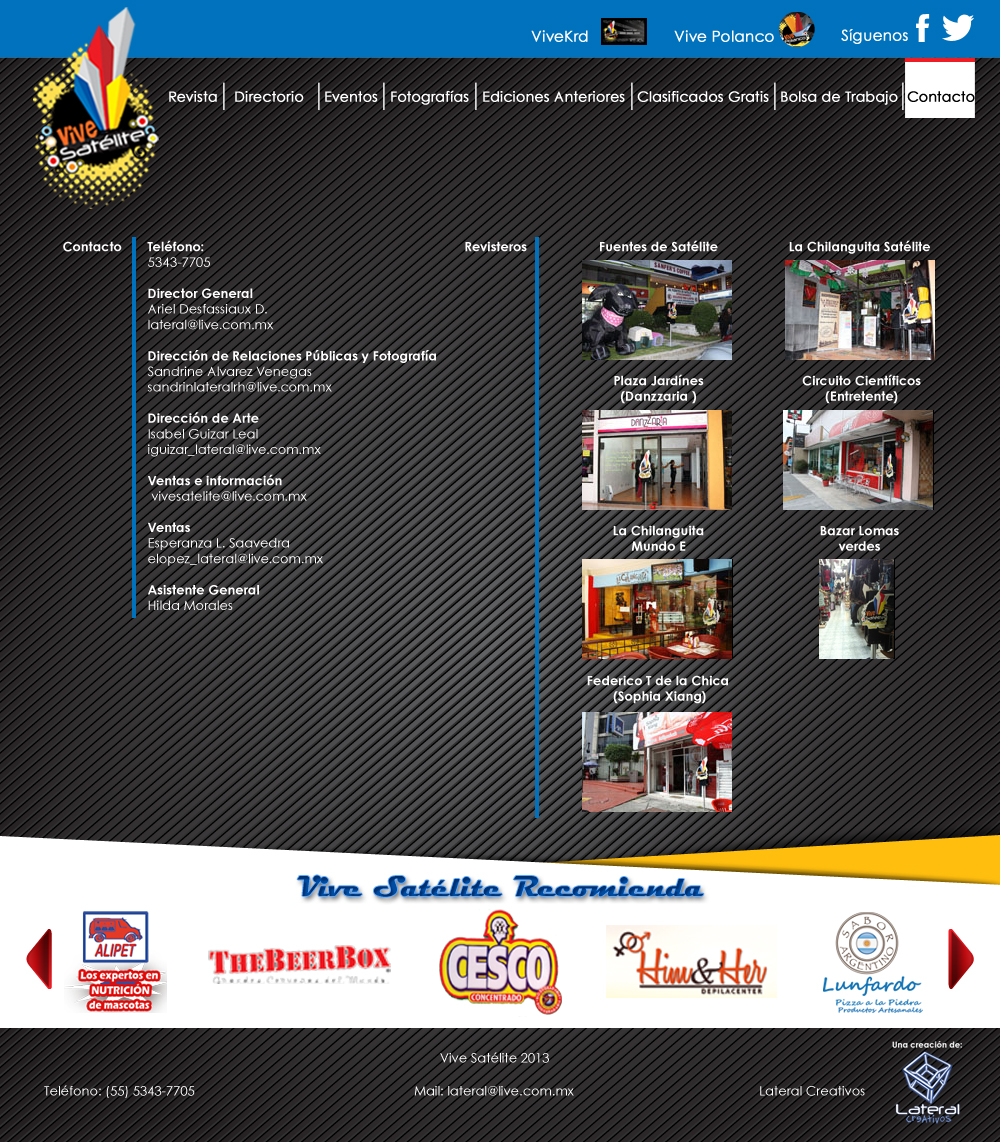 ViveKrd
Vive Polanco
Síguenos
Vive
Satélite
Revista
Directorio
Eventos
Fotografías
Ediciones Anteriores
Clasificados Gratis
Bolsa de Trabajo
Contacto
Contacto
Teléfono:
5343-7705
Director General
Ariel Desfassiaux D.
lateral@live.com.mx
Dirección de Relaciones Públicas y Fotografía
Sandrine Alvarez Venegas
sandrinlateralrh@live.com.mx
Dirección de Arte
Isabel Guizar Leal
iguizar_lateral@live.com.mx
Ventas e información
vivesatelite@live.com.mx
Ventas
Esperanza L. Saavedra
elopez_lateral@live.com.mx
Asistente General
Hilda Morales
Revisteros
Fuentes de Satélite
La Chilanguita Satélite
Plaza Jardínes
(Danzzaria )
DANZZARIA
Circuito Científicos
(Entretente)
La Chilanguita
Mundo E
Bazar Lomas
verdes
Federico T de la Chica
(Sophia Xiang)
Vive Satélite Recomienda
ALIPET
Los expertos en
NUTRICIÓN
de mascotas
THEBEERBOX
CESCO
CONCENTRADO
Him&Her
DEPILACENTER
SABOR
ARGENTINO
Lunfardo
Pizza a la Piedra
Productos Artesanales
Vive Satélite 2013
Teléfono: (55) 5343-7705
Mail: lateral@live.com.mx
Lateral Creativos
Una creación de:
Lateral
creativos